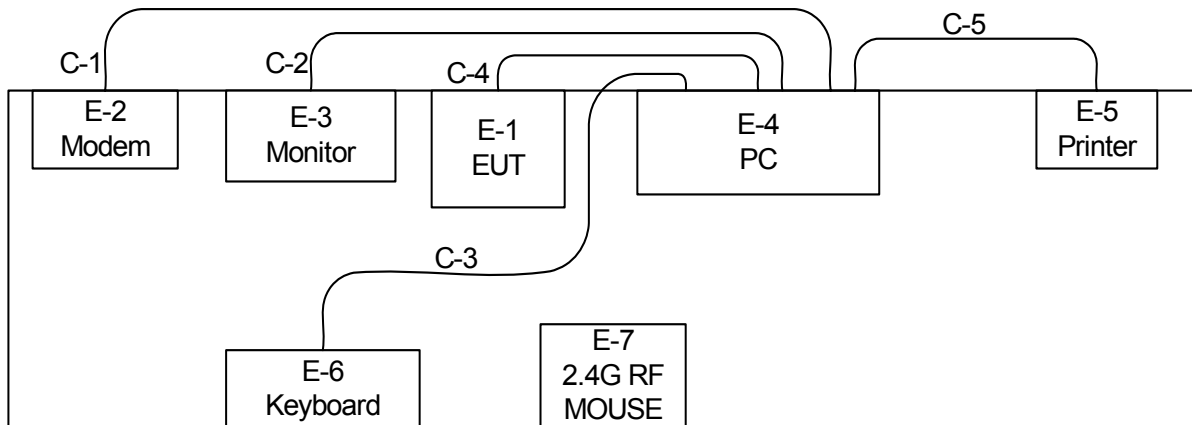 C-1
C-2
C-4
C-5
E-2
Modem
E-3
Monitor
E-1
EUT
E-4
PC
E-5
Printer
C-3
E-6
Keyboard
E-7
2.4G RF
MOUSE